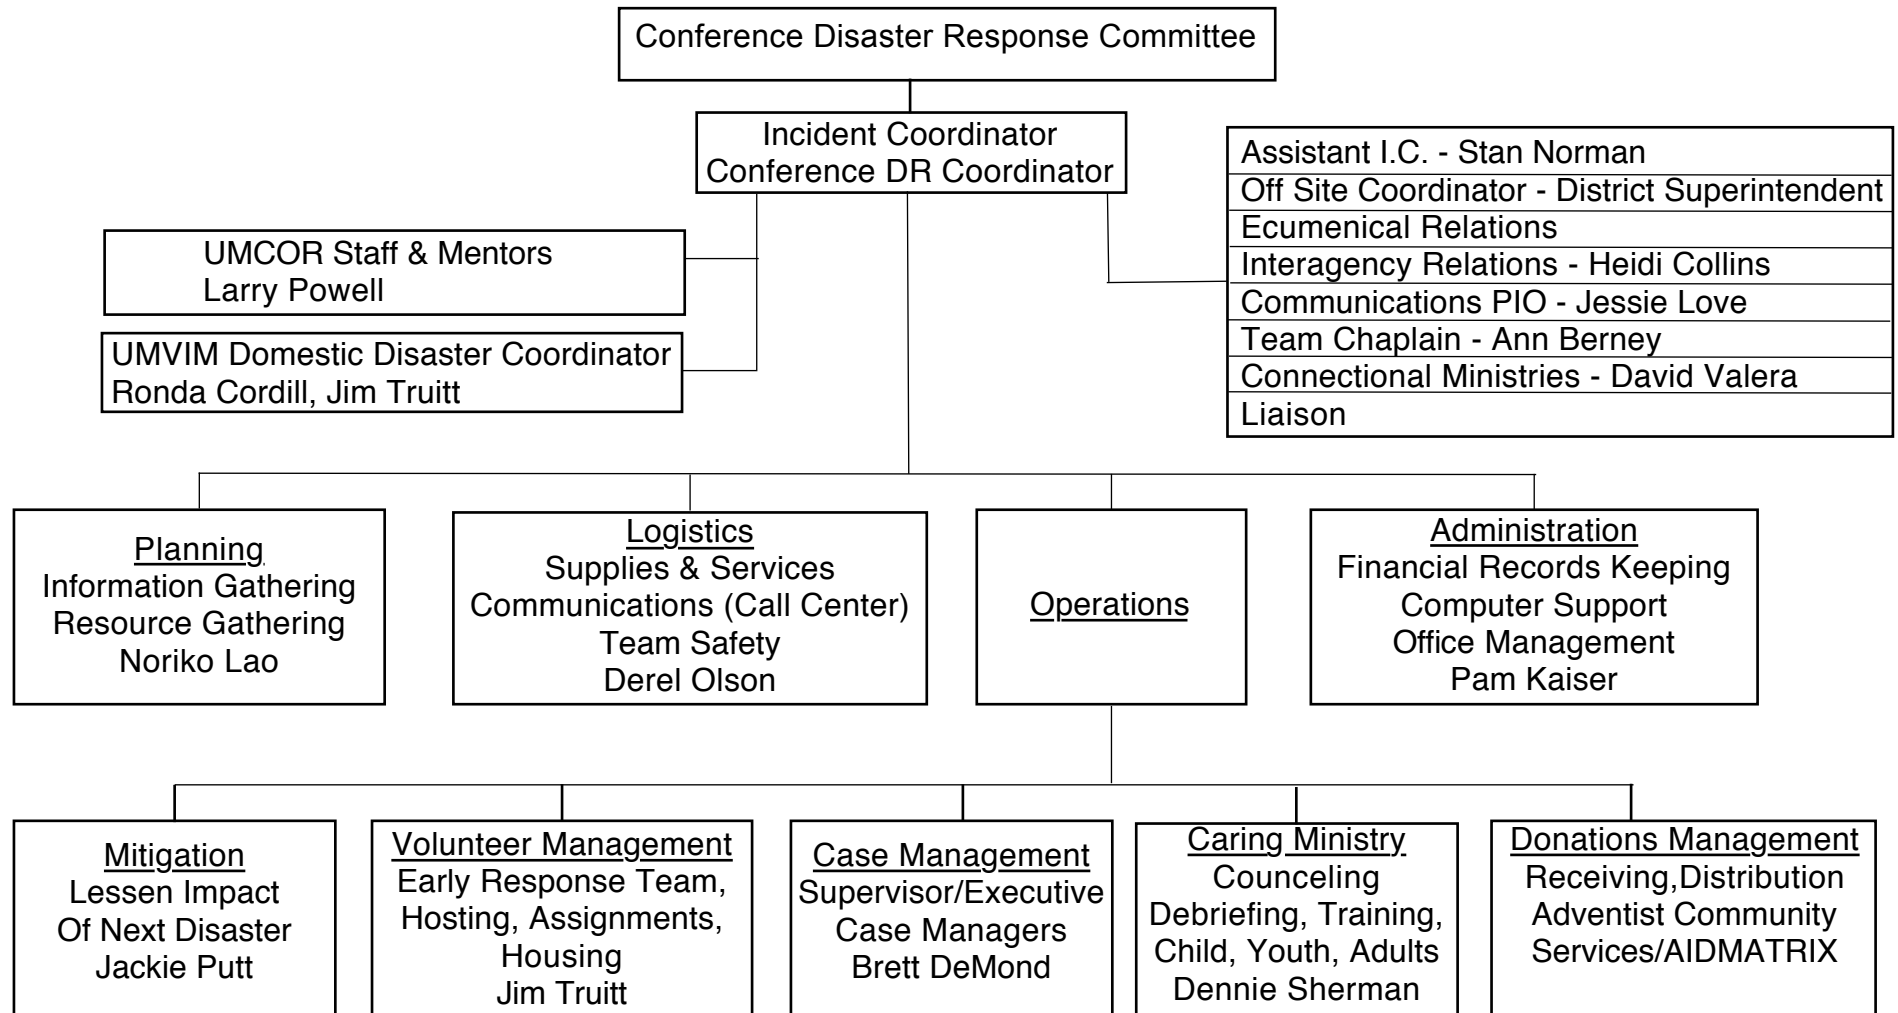 Conference Disaster Response Committee
Incident Coordinator
Conference DR Coordinator
Assistant I.C. - Stan Norman
Off Site Coordinator - District Superintendent
Ecumenical Relations
Interagency Relations - Heidi Collins
Communications PIO - Jessie Love
Team Chaplain - Ann Berney
Connectional Ministries - David Valera
Liaison
UMCOR Staff & Mentors
Larry Powell
UMVIM Domestic Disaster Coordinator
Ronda Cordill, Jim Truitt
Planning
Information Gathering
Resource Gathering
Noriko Lao
Logistics
Supplies & Services
Communications (Call Center)
Team Safety
Derel Olson
Operations
Administration
Financial Records Keeping
Computer Support
Office Management
Pam Kaiser
Mitigation
Lessen Impact
Of Next Disaster
Jackie Putt
Volunteer Management
Early Response Team,
Hosting, Assignments,
Housing
Jim Truitt
Case Management
Supervisor/Executive
Case Managers
Brett DeMond
Caring Ministry
Counceling
Debriefing, Training,
Child, Youth, Adults
Dennie Sherman
Donations Management
Receiving,Distribution
Adventist Community
Services/AIDMATRIX